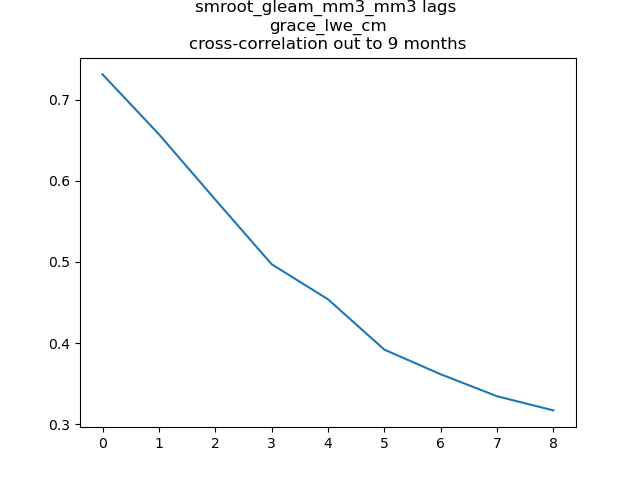 smroot_gleam_mm3_mm3 lags
grace_lwe_cm
cross-correlation out to 9 months
0.7
0.6
0.5
0.4
0.3
0 1 2 3 4 5 6 7 8